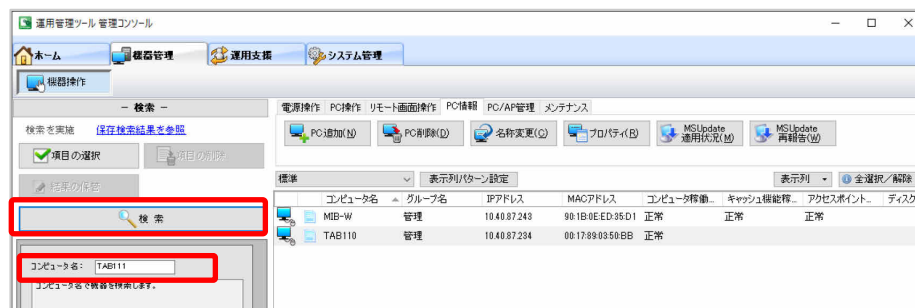 運用管理ツール 管理コンソール
ホーム 機器管理 運用支援 システム管理
機器操作
－ 検索 －
検索を実施 保存検索結果を参照
項目の選択 項目の削除
結果の保管
検 索
コンピュータ名： TAB111
コンピュータ名で機器を検索します。
電源操作 PC操作 リモート画面操作 PC情報 PC/AP管理 メンテナンス
PC追加(N) PC削除(D) 名称変更(C) プロパティ(R) MSUpdate 適用状況(M) MSUpdate 再報告(W)
標準 表示列パターン設定 表示列 全選択／解除
コンピュータ名 グループ名 IPアドレス MACアドレス コンピュータ稼働... キャッシュ機能稼... アクセスポイント... ディスク
MIB-W 管理 10.40.87.243 90:1B:0E:ED:35:D1 正常 正常 正常
TAB110 管理 10.40.87.234 00:17:89:03:50:BB 正常